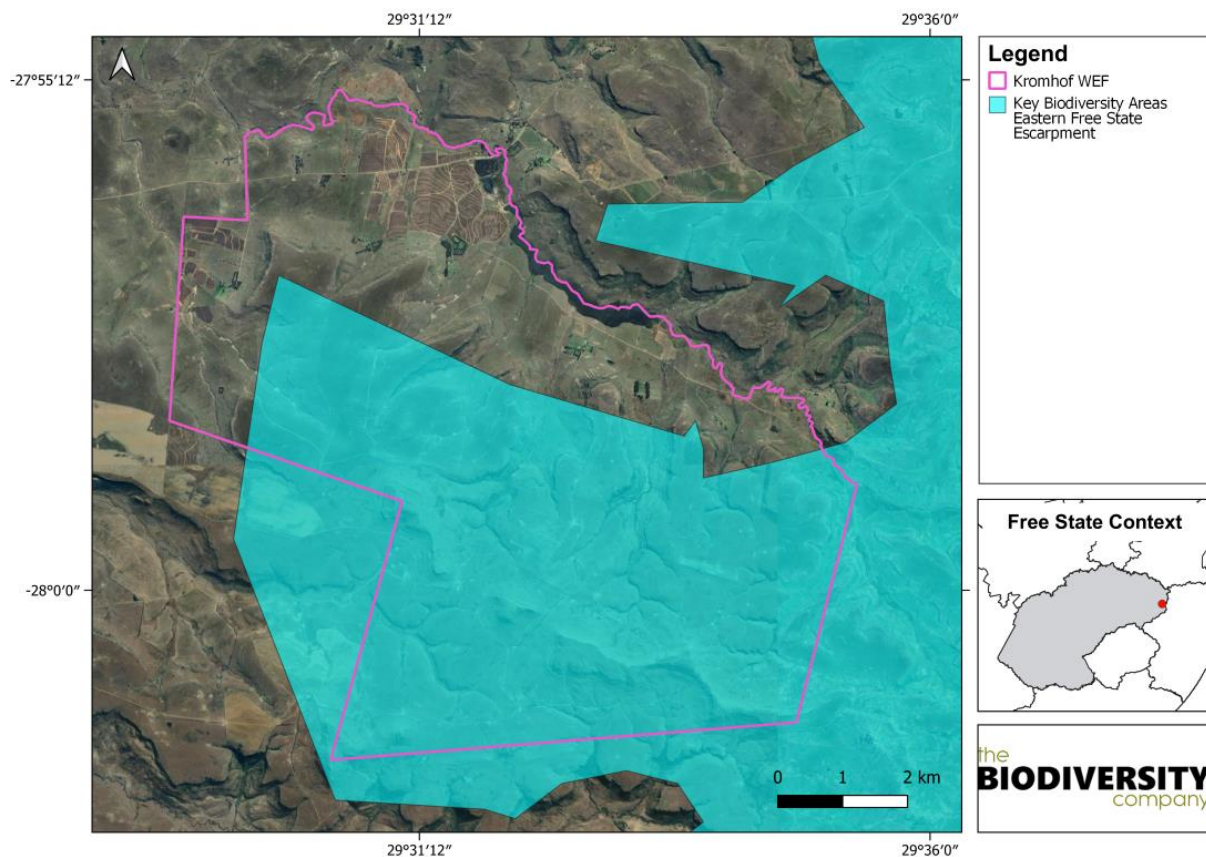 29°31'12" 29°36'0"
-27°55'12"
-28°0'0"
0 1 2 km
29°31'12" 29°36'0"
Legend
Kromhof WEF
Key Biodiversity Areas
Eastern Free State
Escarpment
Free State Context
the
BIODIVERSITY
company